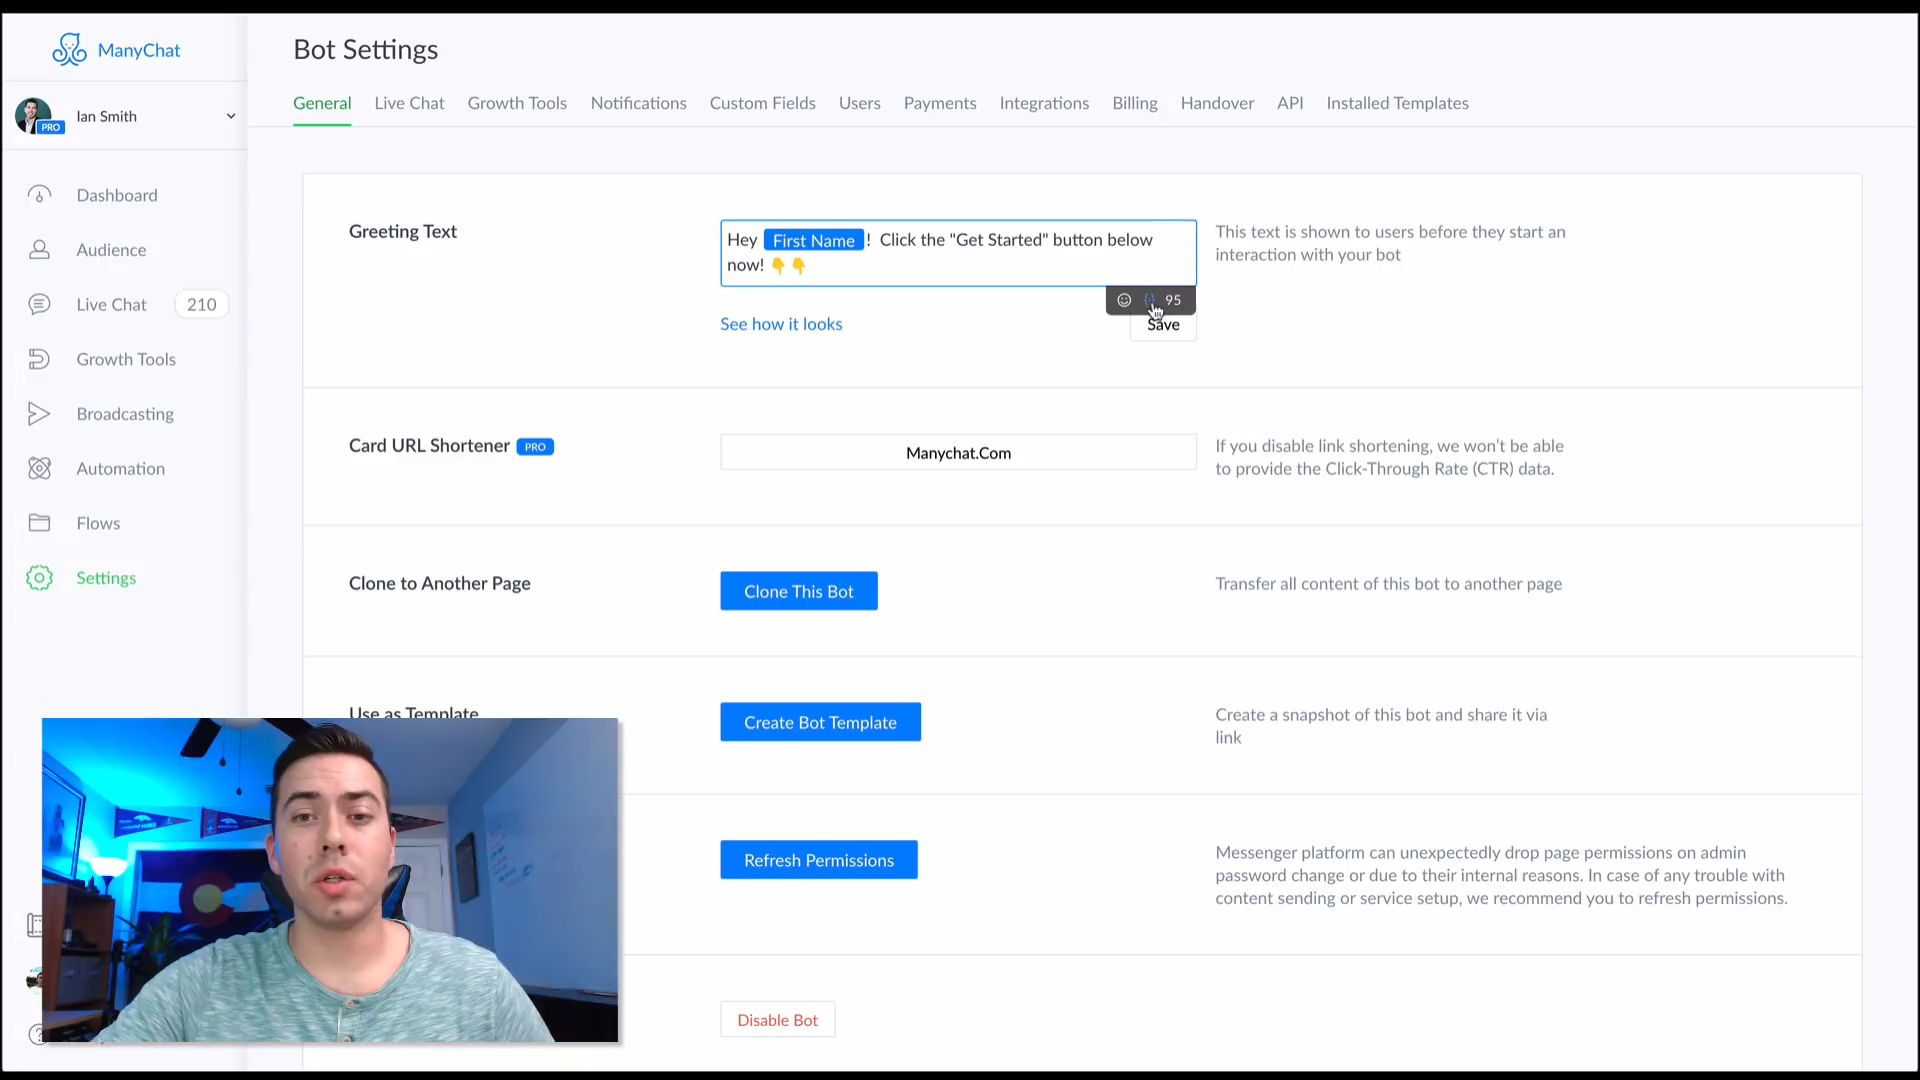 ManyChat
Bot Settings
PRO
Ian Smith
General
Live Chat
Growth Tools
Notifications
Custom Fields
Users
Payments
Integrations
Billing
Handover
API
Installed Templates
Dashboard
Audience
Live Chat
210
Growth Tools
Broadcasting
Automation
Flows
Settings
Greeting Text
Hey First Name ! Click the "Get Started" button below
now! 👇👇
95
See how it looks
Save
This text is shown to users before they start an
interaction with your bot
Card URL Shortener PRO
Manychat.Com
If you disable link shortening, we won't be able
to provide the Click-Through Rate (CTR) data.
Clone to Another Page
Clone This Bot
Transfer all content of this bot to another page
Use as Template
Create Bot Template
Create a snapshot of this bot and share it via
link
Refresh Permissions
Messenger platform can unexpectedly drop page permissions on admin
password change or due to their internal reasons. In case of any trouble with
content sending or service setup, we recommend you to refresh permissions.
Disable Bot